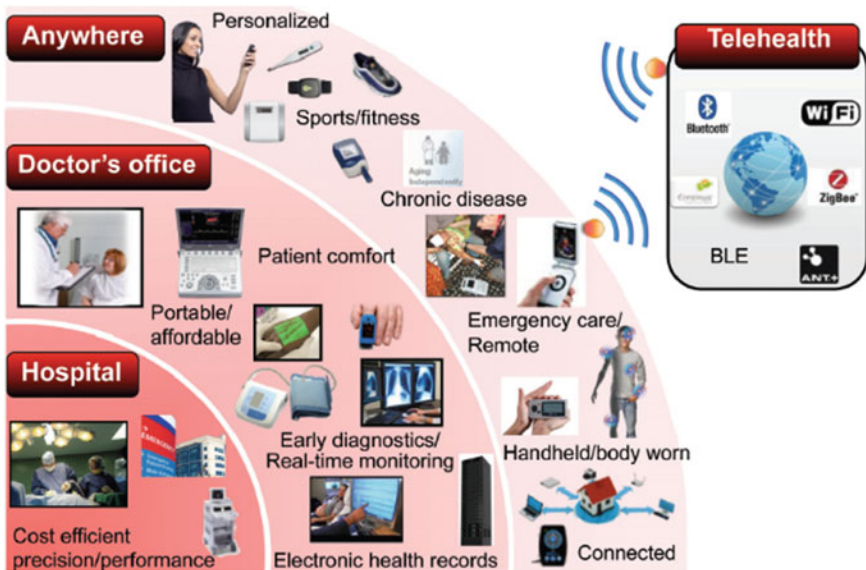 Anywhere
Personalized
Sports/fitness
Aging
Independently
Chronic disease
Telehealth
Bluetooth
WiFi
ZigBee
BLE
ANT+
Doctor's office
Patient comfort
Portable/
affordable
Emergency care/
Remote
Early diagnostics/
Real-time monitoring
Handheld/body worn
Electronic health records
Connected
Hospital
EMERGENCY
Cost efficient
precision/performance